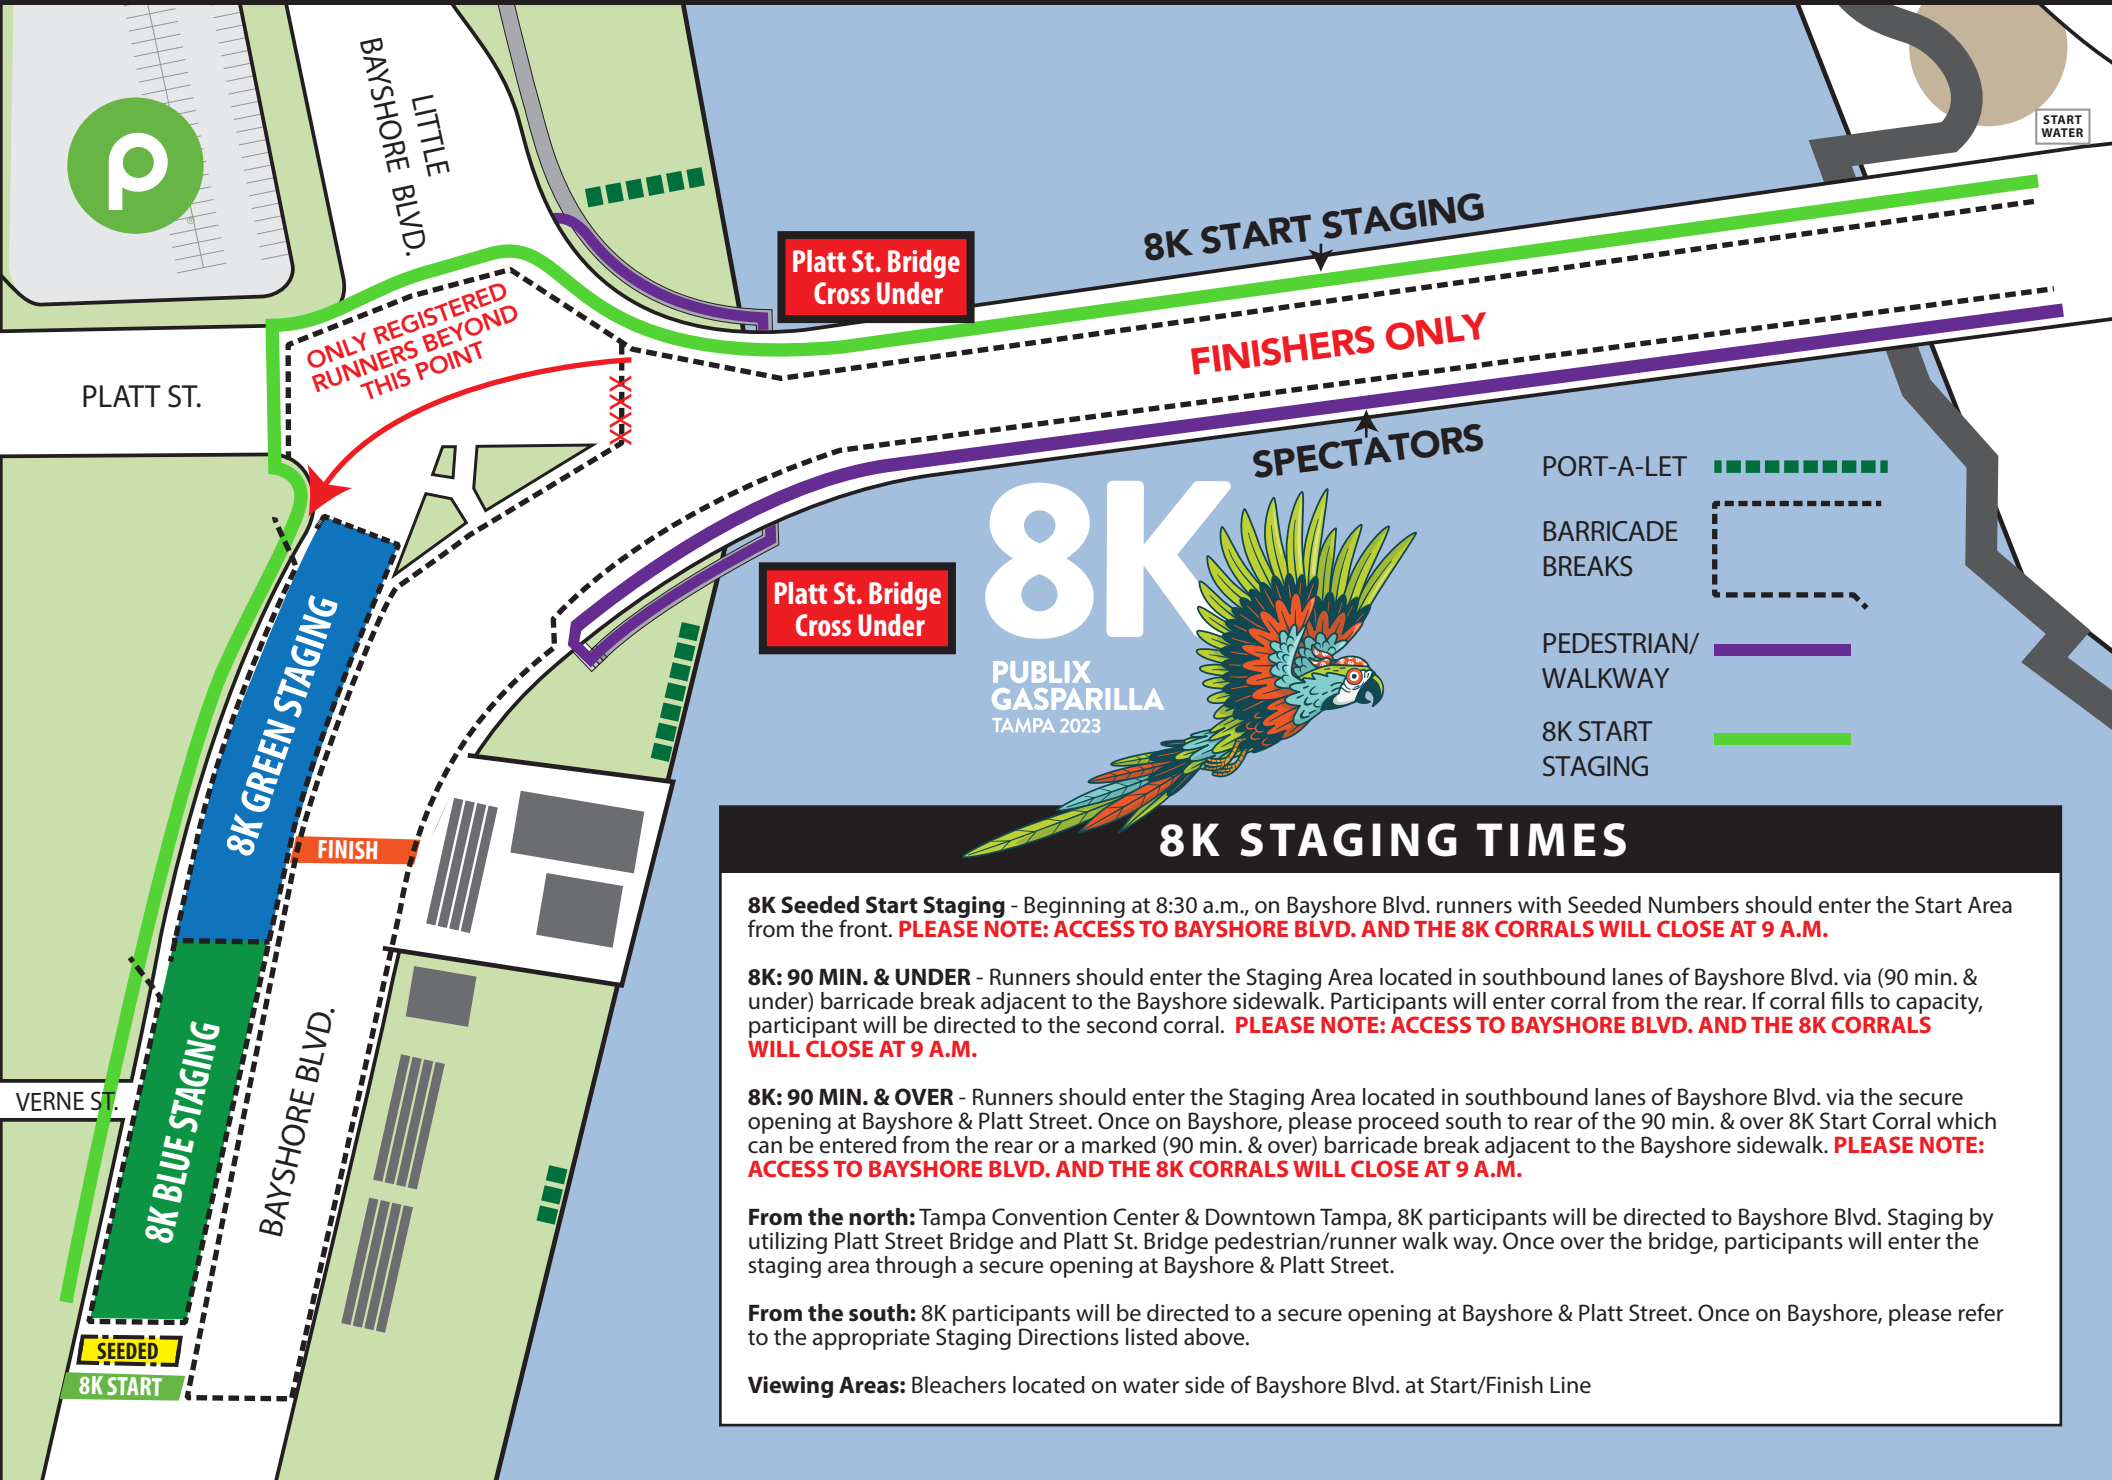 LITTLE
BAYSHORE BLVD.
START
WATER
8K START STAGING
Platt St. Bridge
Cross Under
ONLY REGISTERED
RUNNERS BEYOND
THIS POINT
FINISHERS ONLY
XXXX
PLATT ST.
SPECTATORS
PORT-A-LET
BARRICADE
BREAKS
PEDESTRIAN/
WALKWAY
8K START
STAGING
8K
PUBLIX
GASPARILLA
TAMPA 2023
Platt St. Bridge
Cross Under
8K GREEN STAGING
FINISH
8K BLUE STAGING
BAYSHORE BLVD.
VERNE ST.
SEEDED
8K START
8K STAGING TIMES
8K Seeded Start Staging - Beginning at 8:30 a.m., on Bayshore Blvd. runners with Seeded Numbers should enter the Start Area
from the front. PLEASE NOTE: ACCESS TO BAYSHORE BLVD. AND THE 8K CORRALS WILL CLOSE AT 9 A.M.
8K: 90 MIN. & UNDER - Runners should enter the Staging Area located in southbound lanes of Bayshore Blvd. via (90 min. &
under) barricade break adjacent to the Bayshore sidewalk. Participants will enter corral from the rear. If corral fills to capacity,
participant will be directed to the second corral. PLEASE NOTE: ACCESS TO BAYSHORE BLVD. AND THE 8K CORRALS
WILL CLOSE AT 9 A.M.
8K: 90 MIN. & OVER - Runners should enter the Staging Area located in southbound lanes of Bayshore Blvd. via the secure
opening at Bayshore & Platt Street. Once on Bayshore, please proceed south to rear of the 90 min. & over 8K Start Corral which
can be entered from the rear or a marked (90 min. & over) barricade break adjacent to the Bayshore sidewalk. PLEASE NOTE:
ACCESS TO BAYSHORE BLVD. AND THE 8K CORRALS WILL CLOSE AT 9 A.M.
From the north: Tampa Convention Center & Downtown Tampa, 8K participants will be directed to Bayshore Blvd. Staging by
utilizing Platt Street Bridge and Platt St. Bridge pedestrian/runner walk way. Once over the bridge, participants will enter the
staging area through a secure opening at Bayshore & Platt Street.
From the south: 8K participants will be directed to a secure opening at Bayshore & Platt Street. Once on Bayshore, please refer
to the appropriate Staging Directions listed above.
Viewing Areas: Bleachers located on water side of Bayshore Blvd. at Start/Finish Line